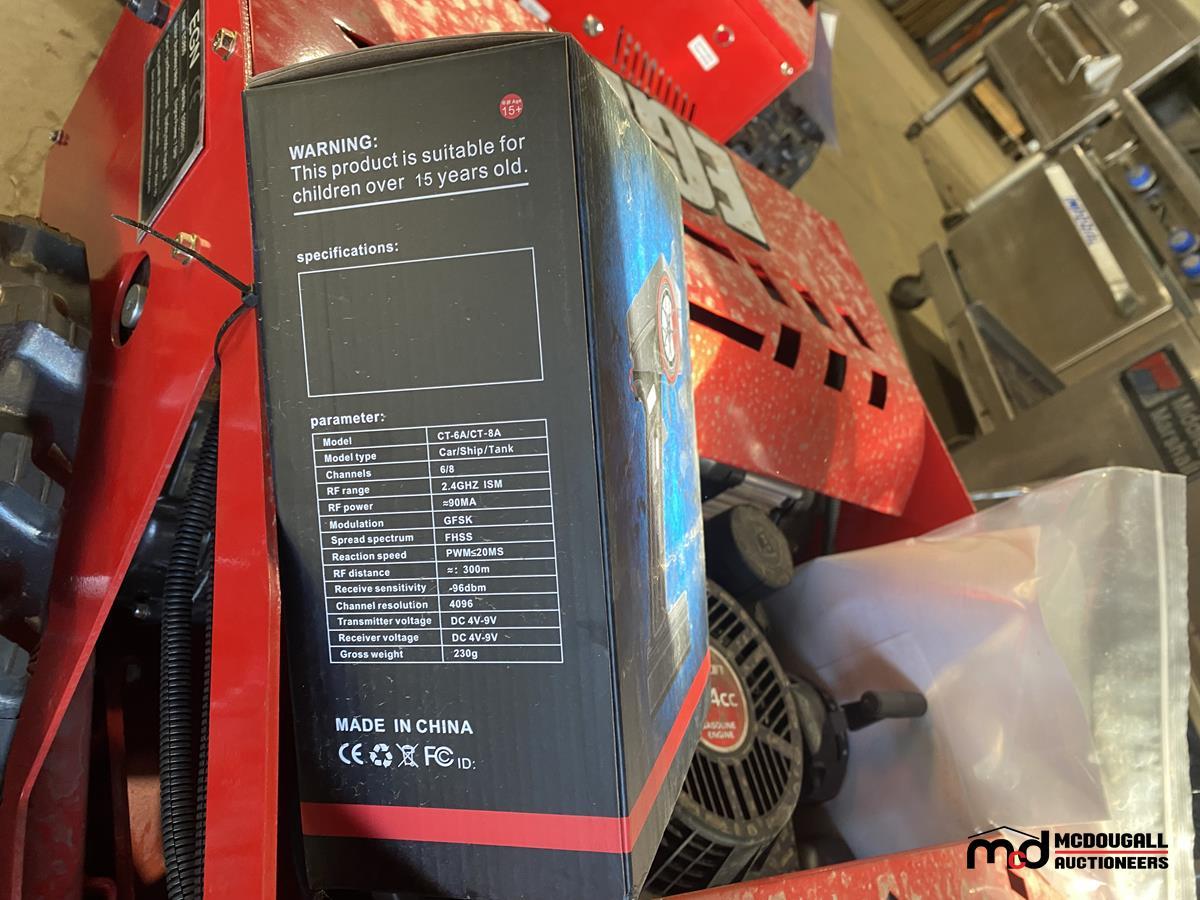 EGN
适龄 Age
15+
WARNING:
This product is suitable for
children over 15 years old.
specifications:
parameter:
Model CT-6A/CT-8A
Model type Car/Ship/Tank
Channels 6/8
RF range 2.4GHZ ISM
RF power ≈90MA
Modulation GFSK
Spread spectrum FHSS
Reaction speed PWM≤20MS
RF distance ≈: 300m
Receive sensitivity -96dbm
Channel resolution 4096
Transmitter voltage DC 4V-9V
Receiver voltage DC 4V-9V
Gross weight 230g
MADE IN CHINA
CE FC ID:
GASOLINE
ENGINE
mcd MCDOUGALL
AUCTIONEERS